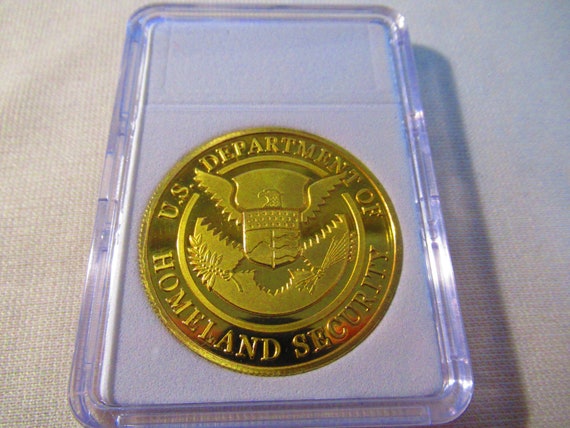 U.S. DEPARTMENT OF
HOMELAND SECURITY